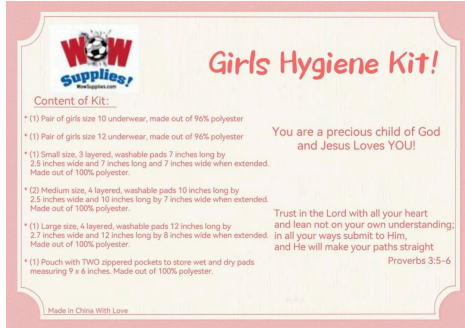 WOW
Supplies!
WowSupplies.com
Girls Hygiene Kit!
Content of Kit:
* (1) Pair of girls size 10 underwear, made out of 96% polyester
* (1) Pair of girls size 12 underwear, made out of 96% polyester
* (1) Small size, 3 layered, washable pads 7 inches long by
2.5 inches wide and 7 inches long and 7 inches wide when extended.
Made out of 100% polyester.
* (2) Medium size, 4 layered, washable pads 10 inches long by
2.5 inches wide and 10 inches long by 7 inches wide when extended.
Made out of 100% polyester.
* (1) Large size, 4 layered, washable pads 12 inches long by
2.7 inches wide and 12 inches long by 8 inches wide when extended.
Made out of 100% polyester.
* (1) Pouch with TWO zippered pockets to store wet and dry pads
measuring 9 x 6 inches. Made out of 100% polyester.
You are a precious child of God
and Jesus Loves YOU!
Trust in the Lord with all your heart
and lean not on your own understanding;
in all your ways submit to Him,
and He will make your paths straight
Proverbs 3:5-6
Made in China With Love